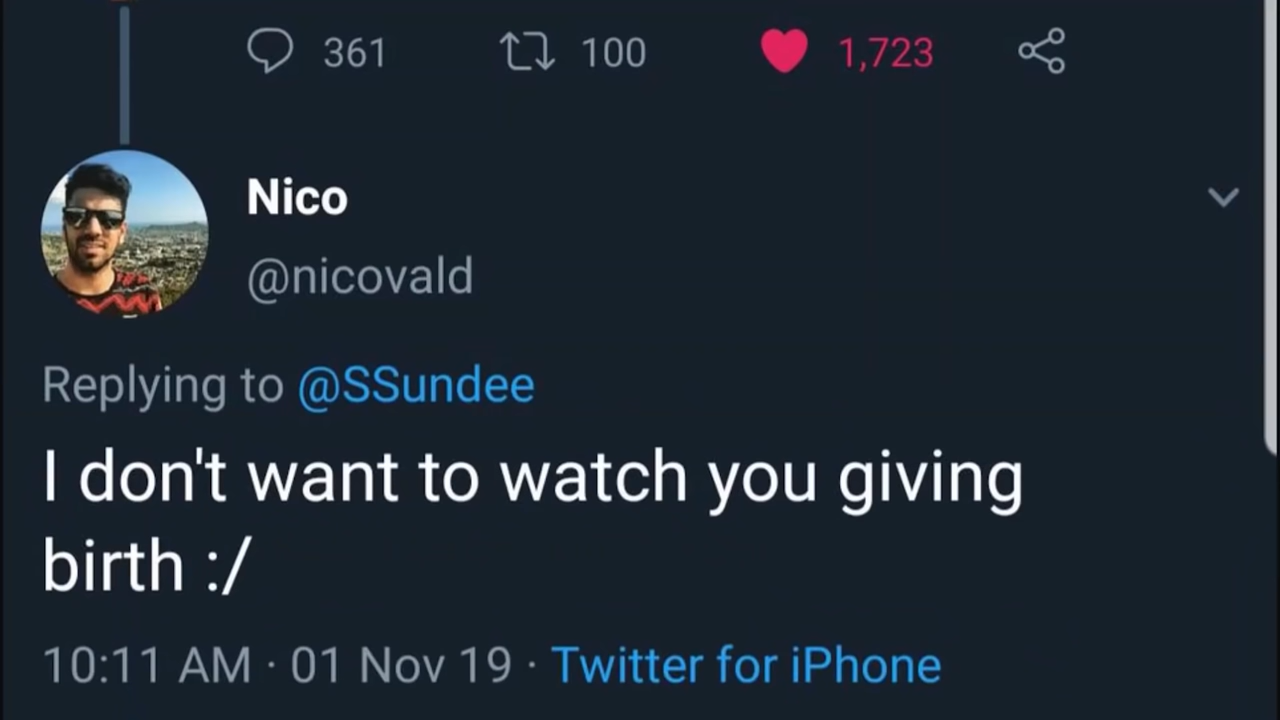 361 100 1,723
Nico
@nicovald
Replying to @SSundee
I don't want to watch you giving
birth :/
10:11 AM · 01 Nov 19 · Twitter for iPhone